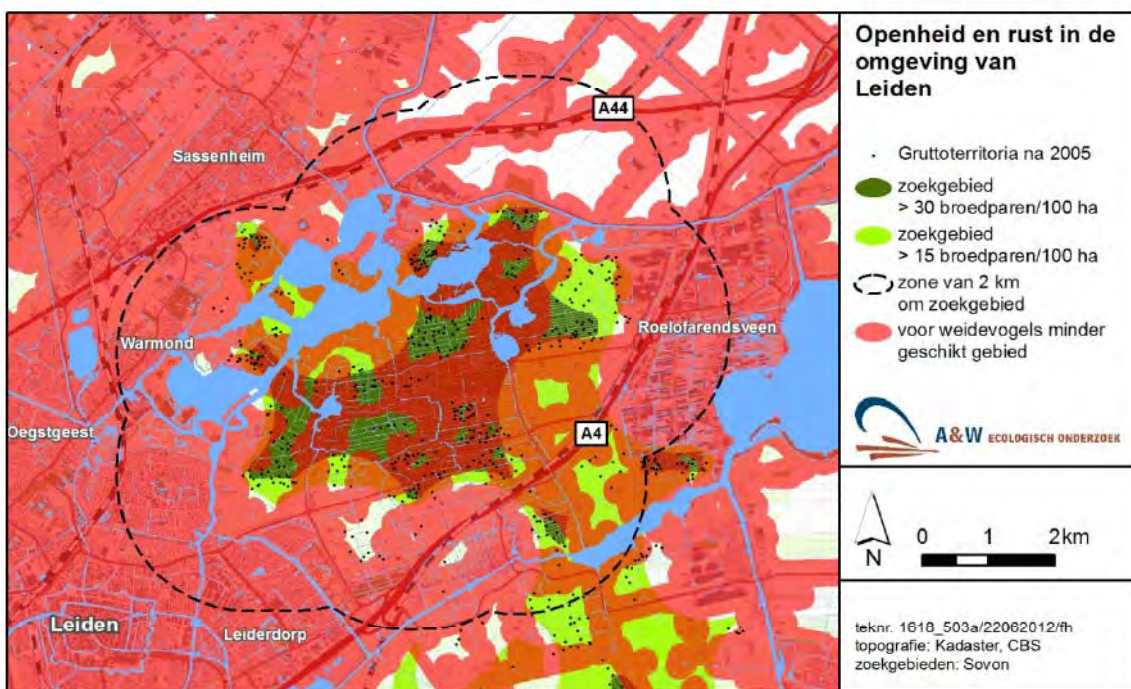 Openheid en rust in de
omgeving van
Leiden
Gruttoterritoria na 2005
zoekgebied
> 30 broedparen/100 ha
zoekgebied
> 15 broedparen/100 ha
zone van 2 km
om zoekgebied
voor weidevogels minder
geschikt gebied
A&W ECOLOGISCH ONDERZOEK
N
0 1 2km
teknr. 1618_503a/22062012/fh
topografie: Kadaster, CBS
zoekgebieden: Sovon
A44
Sassenheim
Warmond
Roelofarendsveen
Oegstgeest
A4
Leiden
Leiderdorp